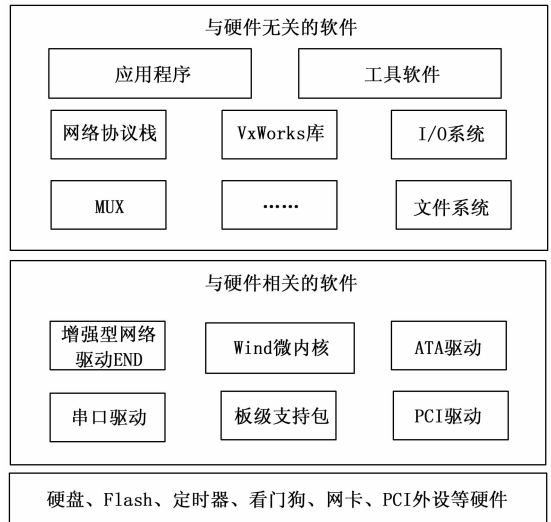 与硬件无关的软件
应用程序
工具软件
网络协议栈
VxWorks库
I/O系统
MUX
……
文件系统
与硬件相关的软件
增强型网络
驱动END
Wind微内核
ATA驱动
串口驱动
板级支持包
PCI驱动
硬盘、Flash、定时器、看门狗、网卡、PCI外设等硬件